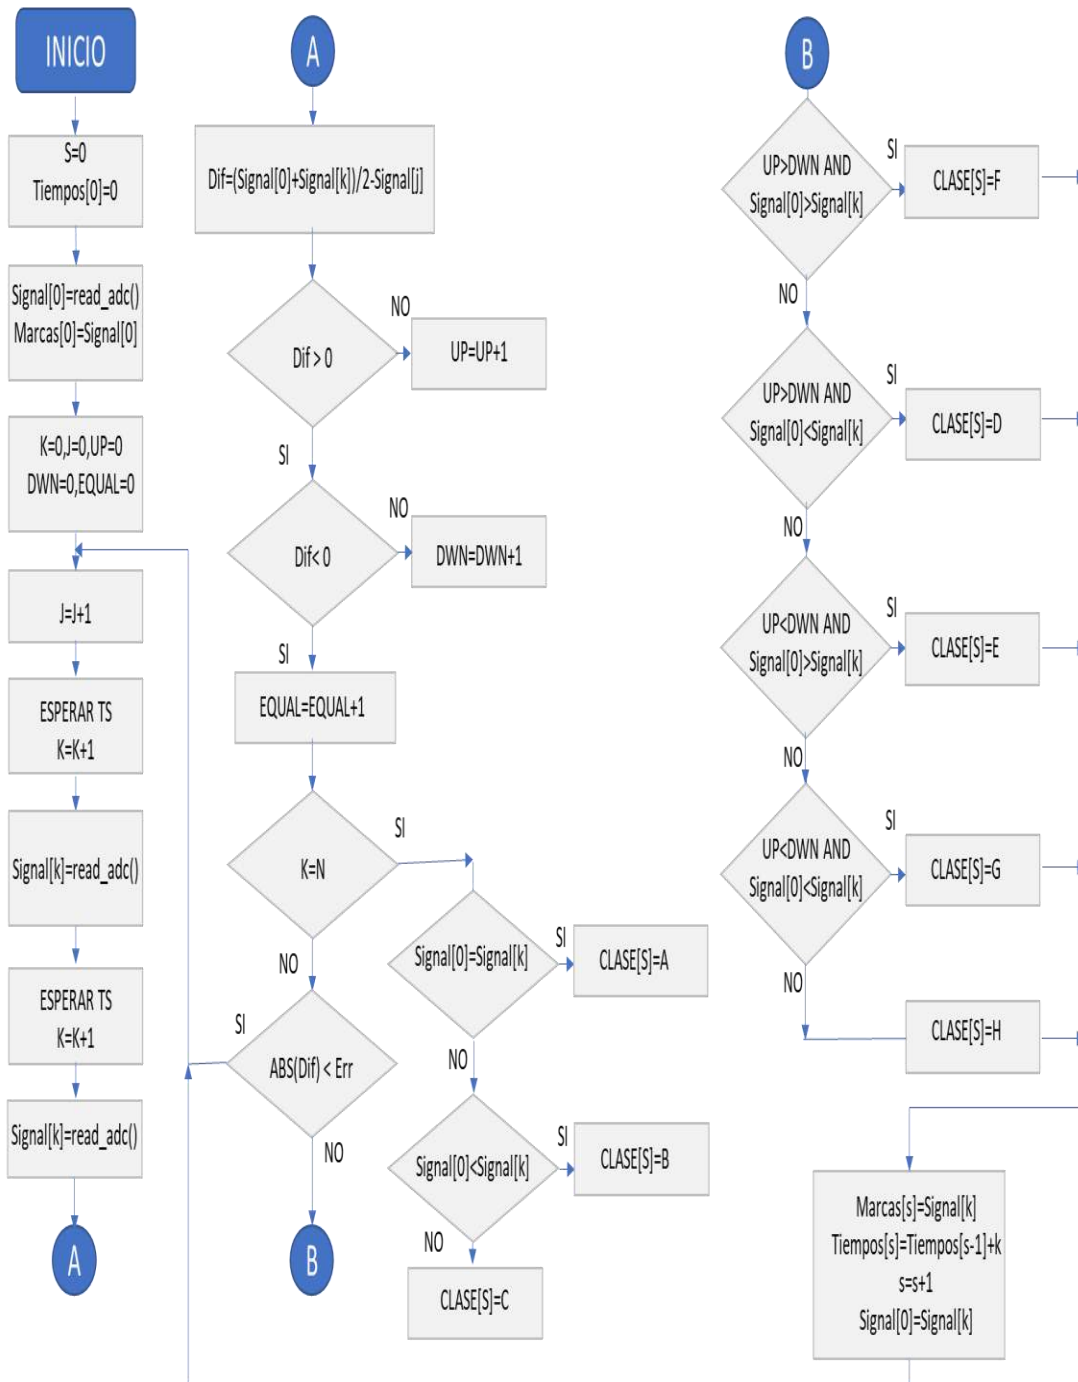 INICIO
S=0
Tiempos[0]=0
Signal[0]=read_adc()
Marcas[0]=Signal[0]
K=0,J=0,UP=0
DWN=0,EQUAL=0
J=J+1
ESPERAR TS
K=K+1
Signal[k]=read_adc()
ESPERAR TS
K=K+1
Signal[k]=read_adc()
A
A
Dif=(Signal[0]+Signal[k])/2-Signal[j]
Dif > 0
NO
UP=UP+1
SI
Dif< 0
NO
DWN=DWN+1
SI
EQUAL=EQUAL+1
K=N
SI
NO
Signal[0]=Signal[k]
SI
CLASE[S]=A
NO
SI
ABS(Dif) < Err
NO
Signal[0]<Signal[k]
SI
CLASE[S]=B
NO
CLASE[S]=C
B
B
UP>DWN AND
Signal[0]>Signal[k]
SI
CLASE[S]=F
NO
UP>DWN AND
Signal[0]<Signal[k]
SI
CLASE[S]=D
NO
UP<DWN AND
Signal[0]>Signal[k]
SI
CLASE[S]=E
NO
UP<DWN AND
Signal[0]<Signal[k]
SI
CLASE[S]=G
NO
CLASE[S]=H
Marcas[s]=Signal[k]
Tiempos[s]=Tiempos[s-1]+k
s=s+1
Signal[0]=Signal[k]